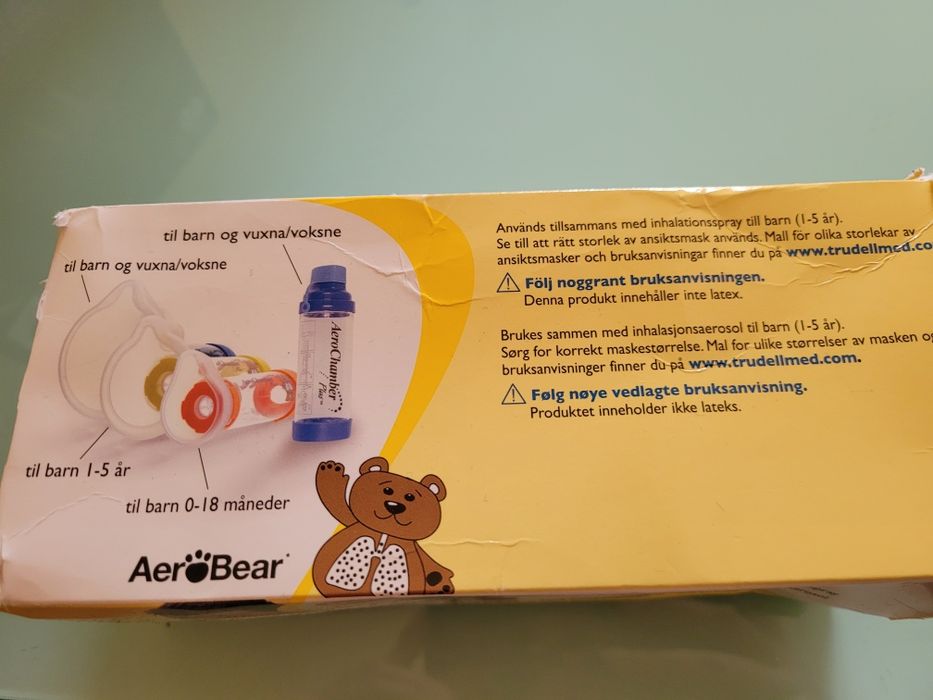 til barn og vuxna/voksne
til barn og vuxna/voksne
AeroChamber
Plus™
til barn 1-5 år
til barn 0-18 måneder
AeroBear
Används tillsammans med inhalationsspray till barn (1-5 år).
Se till att rätt storlek av ansiktsmask används. Mall för olika storlekar av
ansiktsmasker och bruksanvisningar finner du på www.trudellmed.co
Följ noggrant bruksanvisningen.
Denna produkt innehåller inte latex.
Brukes sammen med inhalasjonsaerosol til barn (1-5 år).
Sørg for korrekt maskestørrelse. Mal for ulike størrelser av masken og
bruksanvisninger finner du på www.trudellmed.com.
Følg nøye vedlagte bruksanvisning.
Produktet inneholder ikke lateks.